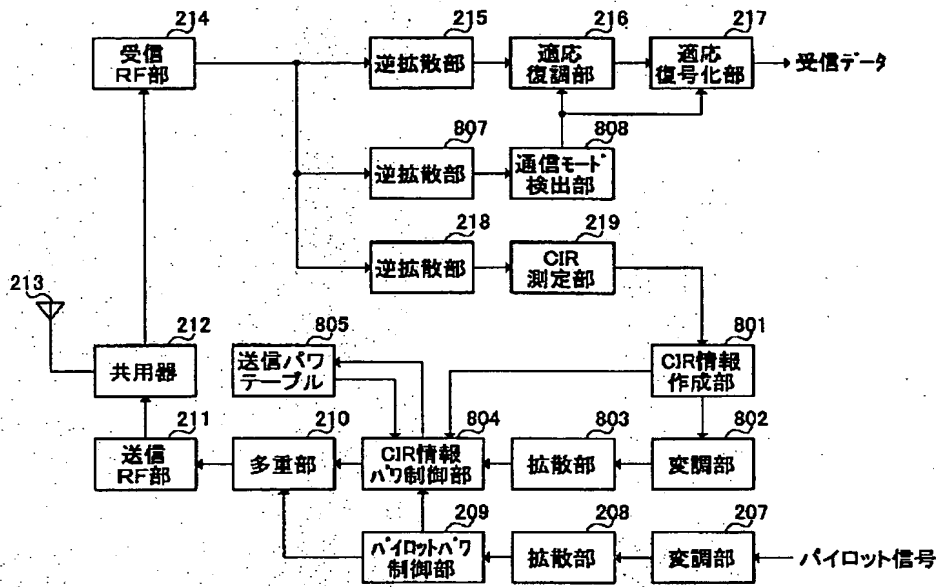 214
受信
RF部
215
逆拡散部
216
適応
復調部
217
適応
復号化部
受信データ
807
逆拡散部
808
通信モード
検出部
218
逆拡散部
219
CIR
測定部
213
212
共用器
805
送信パワ
テーブル
801
CIR情報
作成部
211
送信
RF部
210
多重部
804
CIR情報
パワ制御部
803
拡散部
802
変調部
209
パイロットパワ
制御部
208
拡散部
207
変調部
パイロット信号